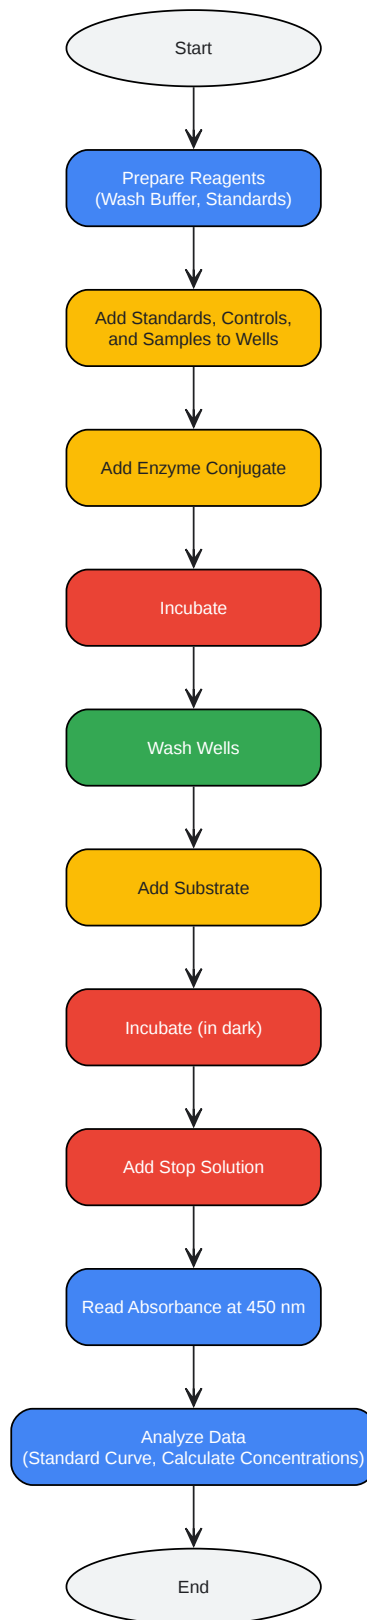 Start
Prepare Reagents
(Wash Buffer, Standards)
Add Standards, Controls,
and Samples to Wells
Add Enzyme Conjugate
Incubate
Wash Wells
Add Substrate
Incubate (in dark)
Add Stop Solution
Read Absorbance at 450 nm
Analyze Data
(Standard Curve, Calculate Concentrations)
End